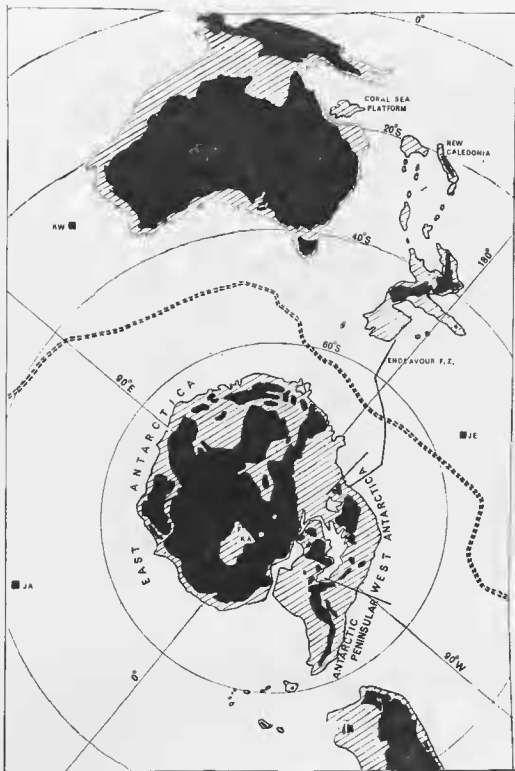 0°
CORAL SEA
PLATFORM
20°S
NEW
CALEDONIA
KW
40°S
180°
ENDEAVOUR F.Z.
60°S
90°E
JE
EAST ANTARCTICA
KA
WEST ANTARCTICA
JA
ANTARCTIC
PENINSULAR
90°W
0°